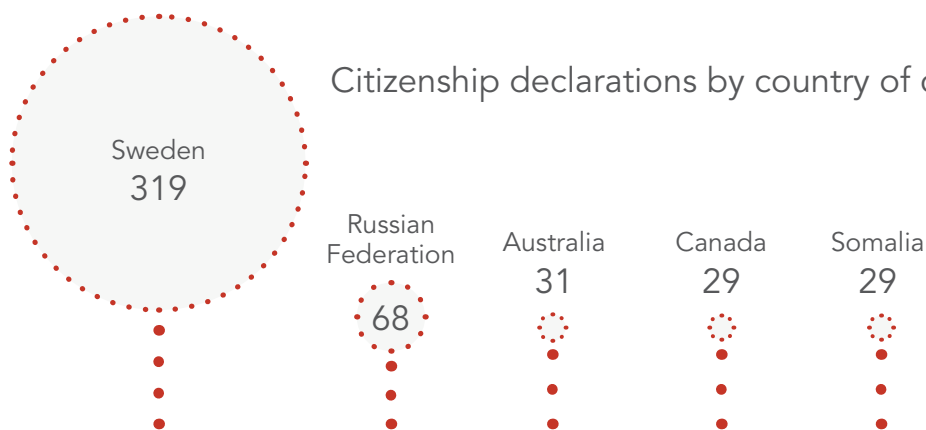 Citizenship declarations by country of
Sweden
319
Russian
Federation
68
Australia
31
Canada
29
Somalia
29